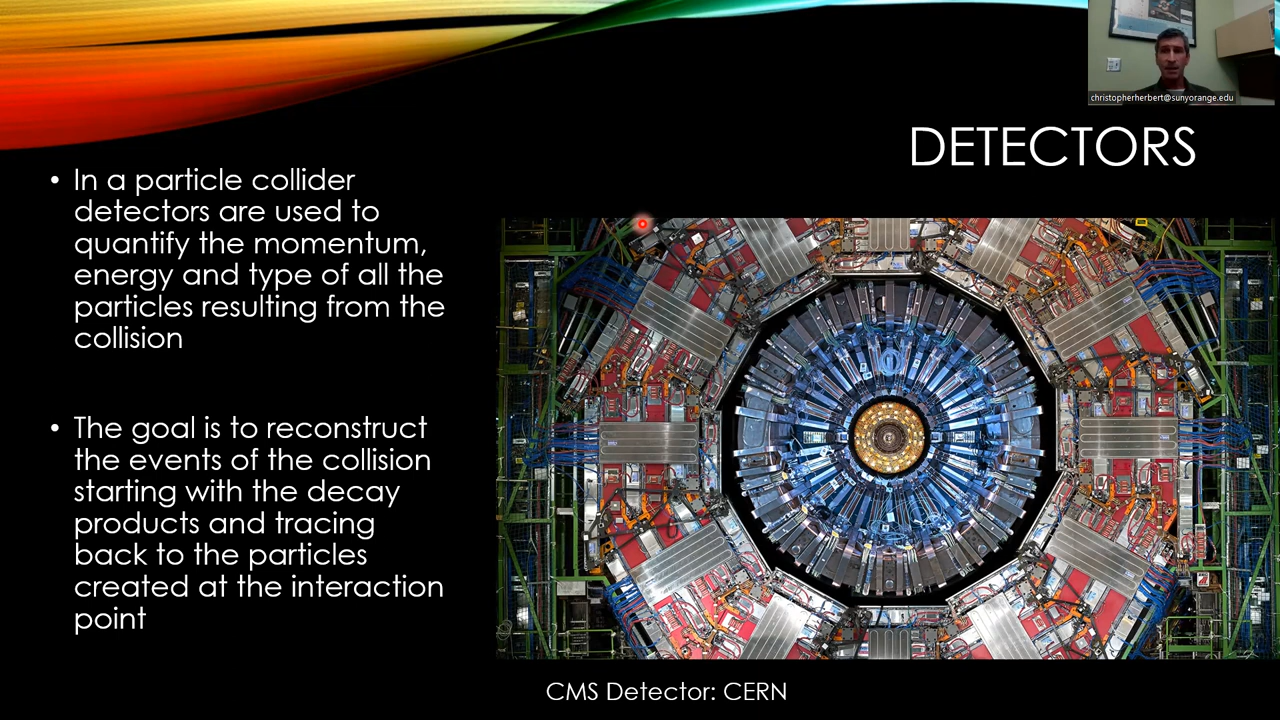 christopherherbert@sunyorange.edu
DETECTORS
• In a particle collider
detectors are used to
quantify the momentum,
energy and type of all the
particles resulting from the
collision
• The goal is to reconstruct
the events of the collision
starting with the decay
products and tracing
back to the particles
created at the interaction
point
CMS Detector: CERN